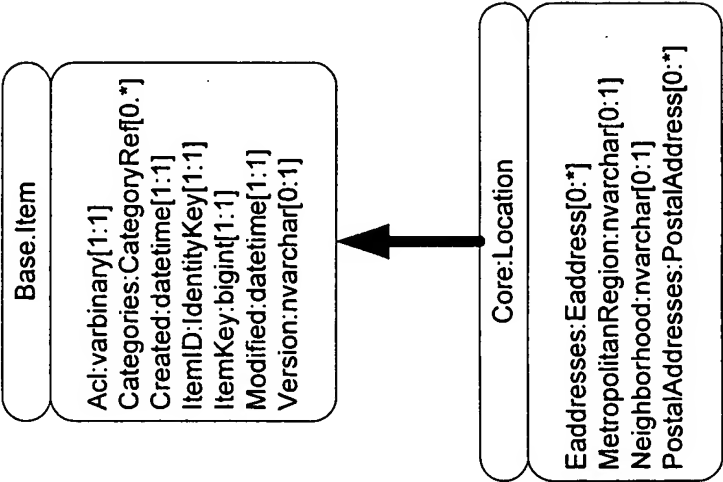 Base.Item
Acl:varbinary[1:1]
Categories:CategoryRef[0.*]
Created:datetime[1:1]
ItemID:IdentityKey[1:1]
ItemKey:bigint[1:1]
Modified:datetime[1:1]
Version:nvarchar[0:1]
Core:Location
Eaddresses:Eaddress[0:*]
MetropolitanRegion:nvarchar[0:1]
Neighborhood:nvarchar[0:1]
PostalAddresses:PostalAddress[0:*]